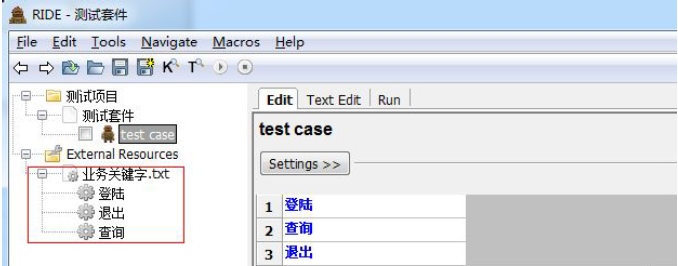 RIDE - 测试套件
File Edit Tools Navigate Macros Help
测试项目
测试套件
test case
External Resources
业务关键字.txt
登陆
退出
查询
Edit Text Edit Run
test case
Settings >>
1 登陆
2 查询
3 退出